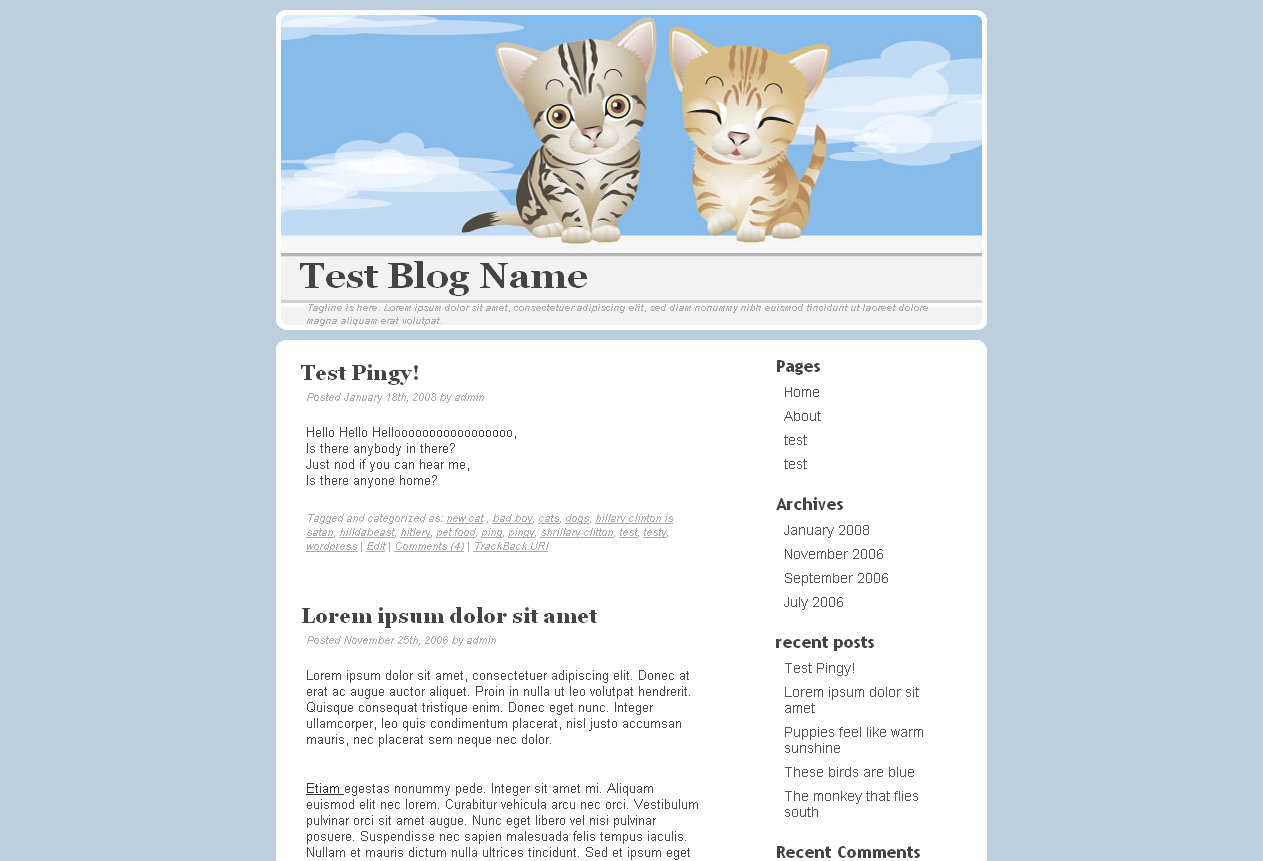 Test Blog Name
Tagline is here. Lorem ipsum dolor sit amet, consectetuer adipiscing elit, sed diam nonummy nibh euismod tincidunt ut laoreet dolore
magna aliquam erat volutpat.
Test Pingy!
Posted January 18th, 2008 by admin
Hello Hello Hellooooooooooooooooo,
Is there anybody in there?
Just nod if you can hear me,
Is there anyone home?
Tagged and categorized as: new cat , bad boy, cats, dogs, hillary clinton is
satan, hilldabeast, hitlery, pet food, ping, pingy, shrillary clitton, test, testy,
wordpress | Edit | Comments (4) | TrackBack URI
Lorem ipsum dolor sit amet
Posted November 25th, 2006 by admin
Lorem ipsum dolor sit amet, consectetuer adipiscing elit. Donec at
erat ac augue auctor aliquet. Proin in nulla ut leo volutpat hendrerit.
Quisque consequat tristique enim. Donec eget nunc. Integer
ullamcorper, leo quis condimentum placerat, nisl justo accumsan
mauris, nec placerat sem neque nec dolor.
Etiam egestas nonummy pede. Integer sit amet mi. Aliquam
euismod elit nec lorem. Curabitur vehicula arcu nec orci. Vestibulum
pulvinar orci sit amet augue. Nunc eget libero vel nisi pulvinar
posuere. Suspendisse nec sapien malesuada felis tempus iaculis.
Nullam et mauris dictum nulla ultrices tincidunt. Sed et ipsum eget
Pages
Home
About
test
test
Archives
January 2008
November 2006
September 2006
July 2006
recent posts
Test Pingy!
Lorem ipsum dolor sit
amet
Puppies feel like warm
sunshine
These birds are blue
The monkey that flies
south
Recent Comments